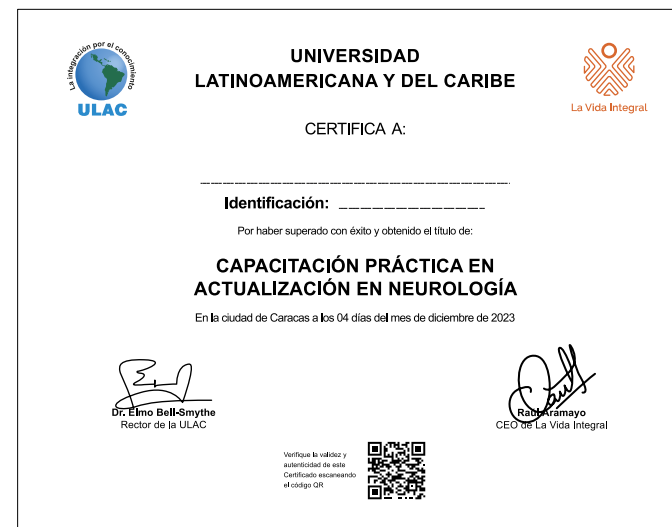 La integración por el conocimiento
ULAC
UNIVERSIDAD
LATINOAMERICANA Y DEL CARIBE
La Vida Integral
CERTIFICA A:
Identificación:
Por haber superado con éxito y obtenido el título de:
CAPACITACIÓN PRÁCTICA EN
ACTUALIZACIÓN EN NEUROLOGÍA
En la ciudad de Caracas a los 04 días del mes de diciembre de 2023
Dr. Elmo Bell-Smythe
Rector de la ULAC
Raúl Aramayo
CEO de La Vida Integral
Verifique la validez y
autenticidad de este
Certificado escaneando
el código QR